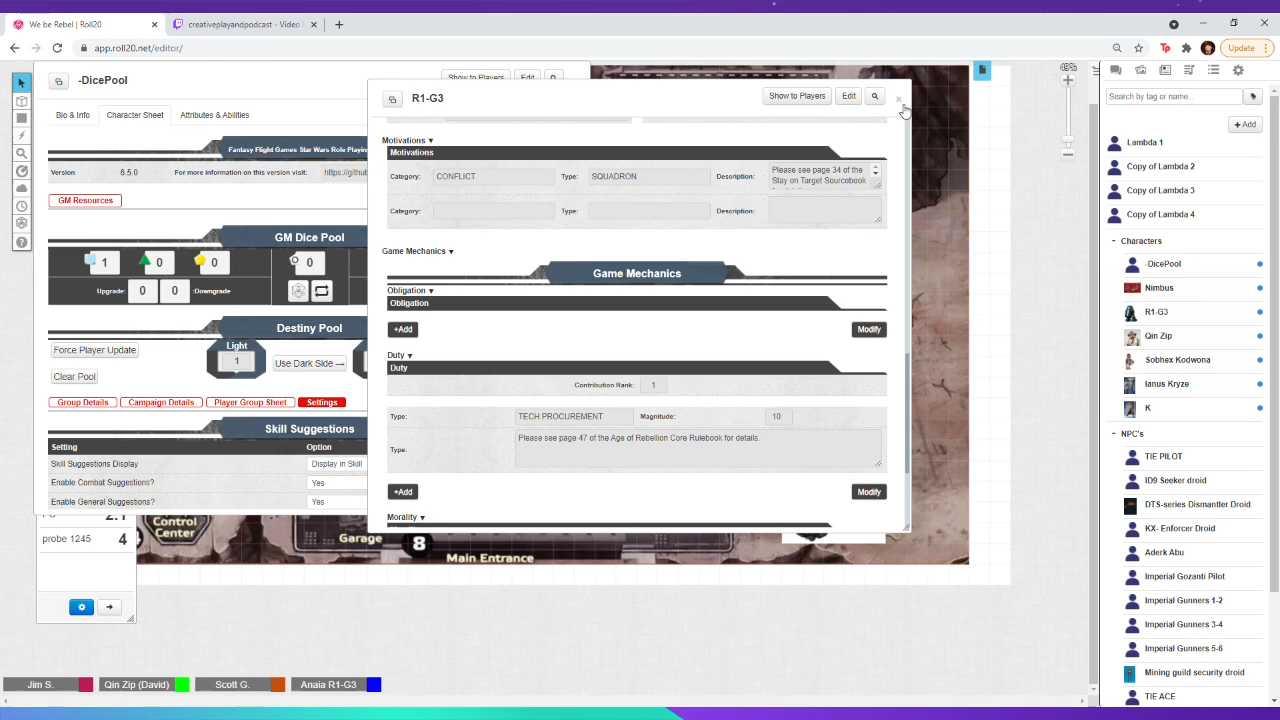 We be Rebel | Roll20
creativeplayandpodcast - Video
app.roll20.net/editor/
Update
-DicePool
Show to Players
Edit
Bio & Info
Character Sheet
Attributes & Abilities
Fantasy Flight Games Star Wars Role Playin
Version
6.5.0
For more information on this version visit:
https://githu
GM Resources
GM Dice Pool
1
0
0
0
Upgrade:
0
0
:Downgrade
Destiny Pool
Force Player Update
Clear Pool
Light
1
Use Dark Side →
Group Details
Campaign Details
Player Group Sheet
Settings
Skill Suggestions
Setting
Option
Skill Suggestions Display
Display in Skill
Enable Combat Suggestions?
Yes
Enable General Suggestions?
Yes
2.1
probe 1245
4
R1-G3
Show to Players
Edit
Motivations
Motivations
Category:
CONFLICT
Type:
SQUADRON
Description:
Please see page 34 of the
Stay on Target Sourcebook
Category:
Type:
Description:
Game Mechanics
Game Mechanics
Obligation
Obligation
+Add
Modify
Duty
Duty
Contribution Rank:
1
Type:
TECH PROCUREMENT
Magnitude:
10
Type:
Please see page 47 of the Age of Rebellion Core Rulebook for details.
+Add
Modify
Morality
Control
Center
Garage
8
Main Entrance
Jim S.
Qin Zip (David)
Scott G.
Anaia R1-G3
49%
Search by tag or name...
+ Add
Lambda 1
Copy of Lambda 2
Copy of Lambda 3
Copy of Lambda 4
Characters
-DicePool
Nimbus
R1-G3
Qin Zip
Sobhex Kodwona
Ianus Kryze
K
NPC's
TIE PILOT
ID9 Seeker droid
DTS-series Dismantler Droid
KX- Enforcer Droid
Aderk Abu
Imperial Gozanti Pilot
Imperial Gunners 1-2
Imperial Gunners 3-4
Imperial Gunners 5-6
Mining guild security droid
TIE ACE